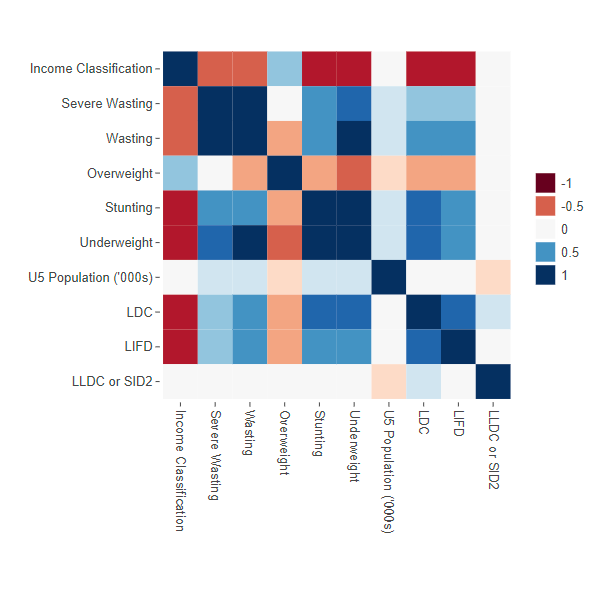 Income Classification
Severe Wasting
Wasting
Overweight
Stunting
Underweight
U5 Population ('000s)
LDC
LIFD
LLDC or SID2
Income Classification
Severe Wasting
Wasting
Overweight
Stunting
Underweight
U5 Population ('000s)
LDC
LIFD
LLDC or SID2
-1
-0.5
0
0.5
1